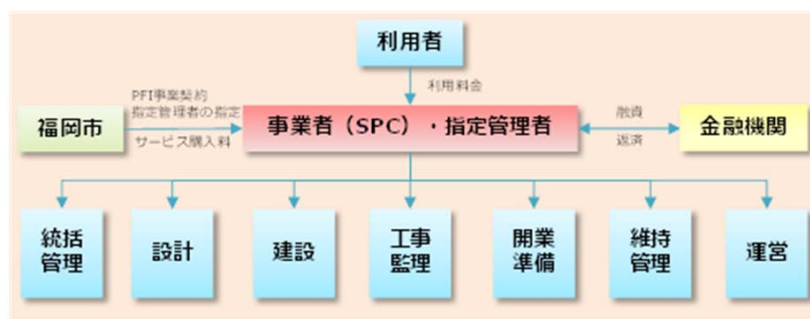 利用者
利用料金
PFI事業契約
指定管理者の指定
福岡市
事業者（SPC）・指定管理者
融資
金融機関
サービス購入料
返済
統括
管理
設計
建設
工事
監理
開業
準備
維持
管理
運営